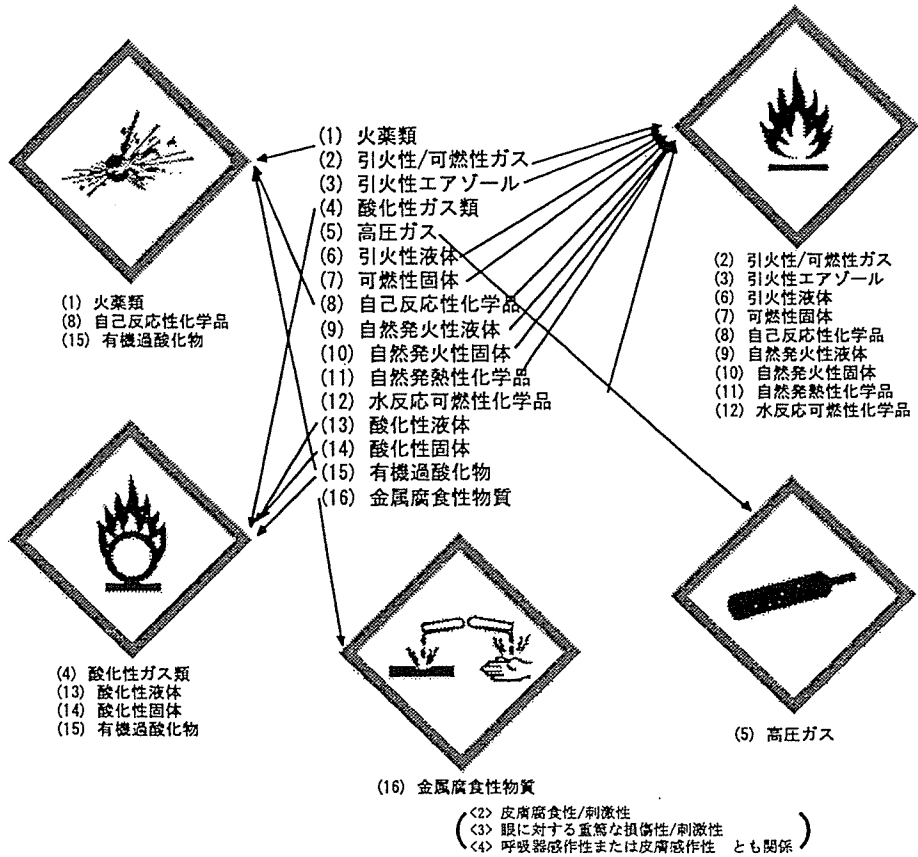 (1) 火薬類
(2) 引火性/可燃性ガス
(3) 引火性エアゾール
(4) 酸化性ガス類
(5) 高圧ガス
(6) 引火性液体
(7) 可燃性固体
(8) 自己反応性化学品
(9) 自然発火性液体
(10) 自然発火性固体
(11) 自然発熱性化学品
(12) 水反応可燃性化学品
(13) 酸化性液体
(14) 酸化性固体
(15) 有機過酸化物
(16) 金属腐食性物質
(1) 火薬類
(8) 自己反応性化学品
(15) 有機過酸化物
(2) 引火性/可燃性ガス
(3) 引火性エアゾール
(6) 引火性液体
(7) 可燃性固体
(8) 自己反応性化学品
(9) 自然発火性液体
(10) 自然発火性固体
(11) 自然発熱性化学品
(12) 水反応可燃性化学品
(4) 酸化性ガス類
(13) 酸化性液体
(14) 酸化性固体
(15) 有機過酸化物
(5) 高圧ガス
(16) 金属腐食性物質
<2> 皮膚腐食性/刺激性
<3> 眼に対する重篤な損傷性/刺激性
<4> 呼吸器感作性または皮膚感作性 とも関係